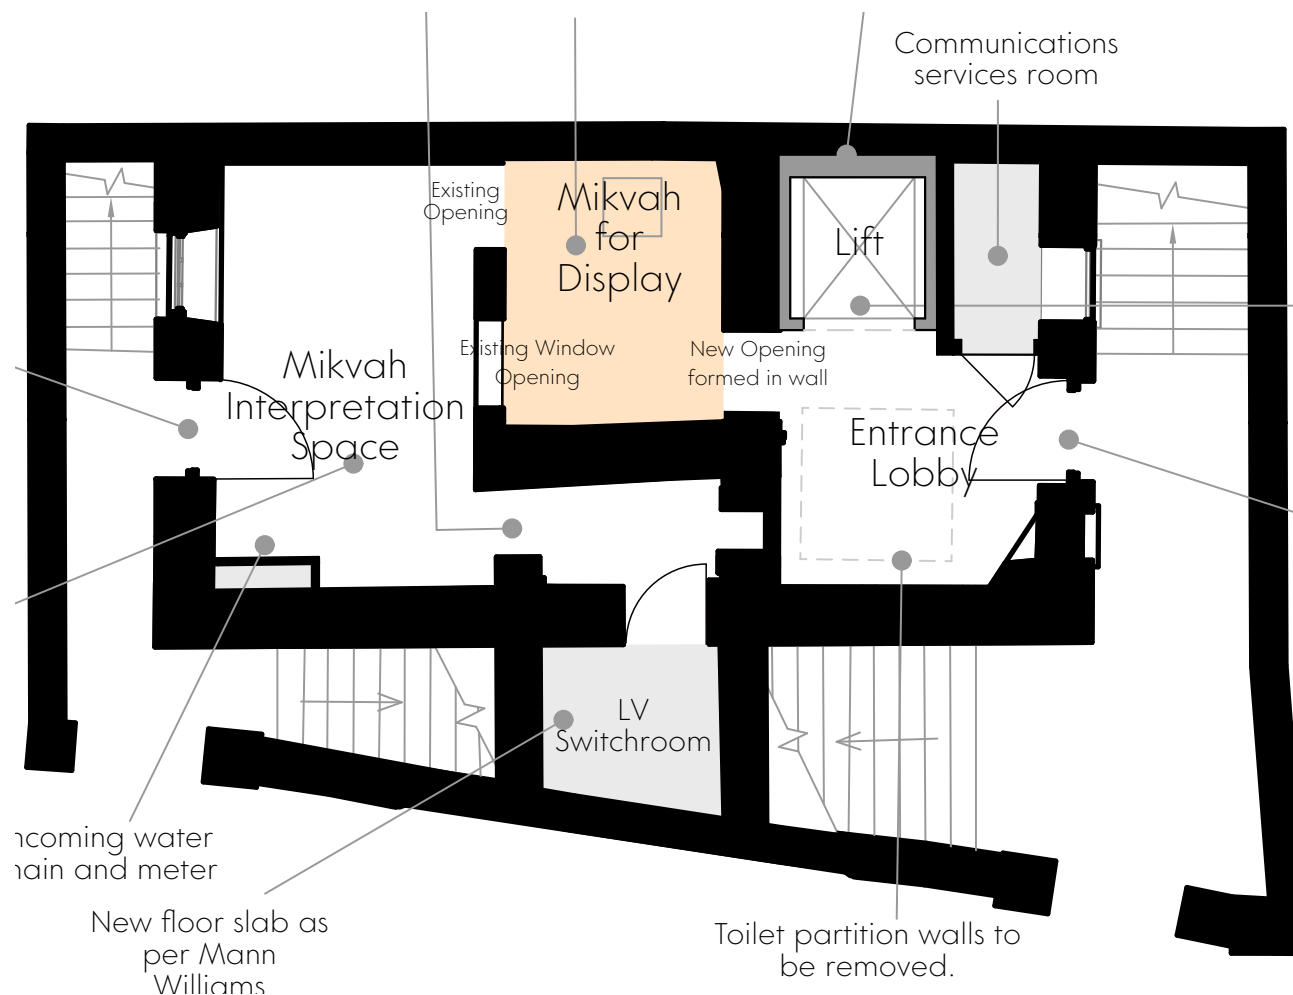 Communications
services room
Existing
Opening
Mikvah
for
Display
Lift
Existing Window
Opening
New Opening
formed in wall
Mikvah
Interpretation
Space
Entrance
Lobby
LV
Switchroom
ncoming water
nain and meter
New floor slab as
per Mann
Williams
Toilet partition walls to
be removed.